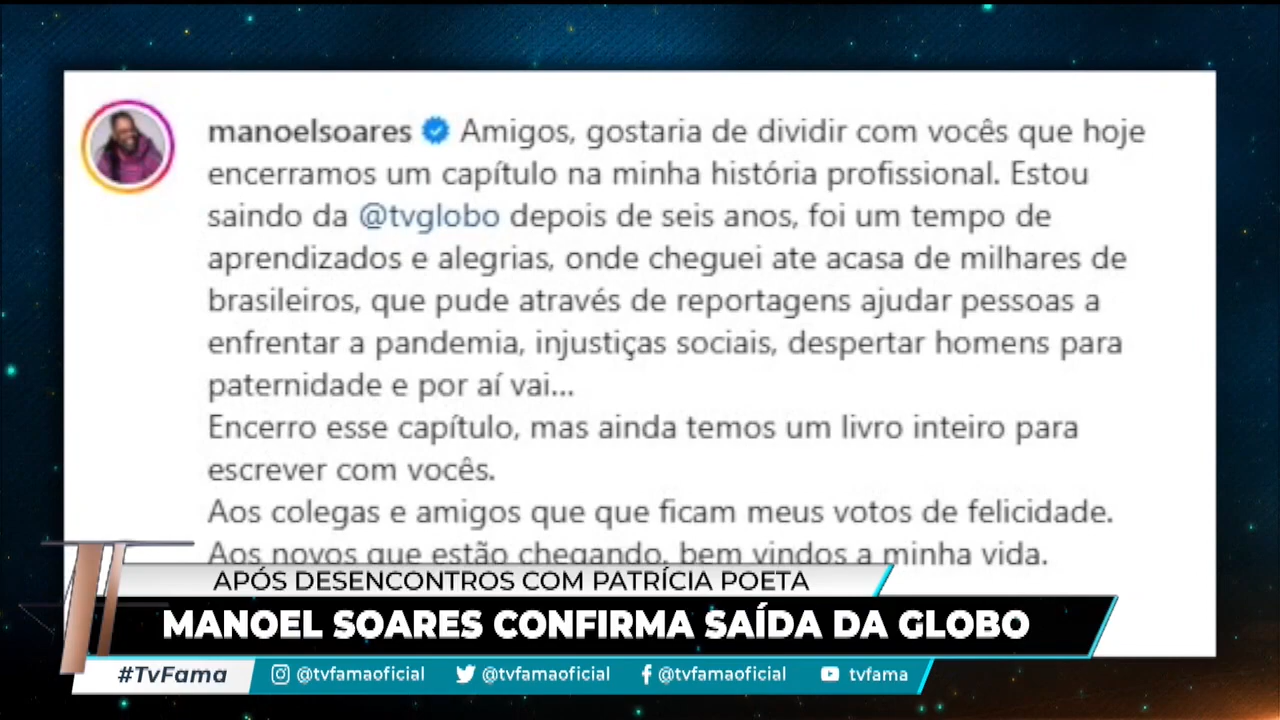 manoelsoares Amigos, gostaria de dividir com vocês que hoje
encerramos um capítulo na minha história profissional. Estou
saindo da @tvglobo depois de seis anos, foi um tempo de
aprendizados e alegrias, onde cheguei ate acasa de milhares de
brasileiros, que pude através de reportagens ajudar pessoas a
enfrentar a pandemia, injustiças sociais, despertar homens para
paternidade e por aí vai...
Encerro esse capítulo, mas ainda temos um livro inteiro para
escrever com vocês.
Aos colegas e amigos que que ficam meus votos de felicidade.
Aos novos que estão chegando, bem vindos a minha vida.
APÓS DESENCONTROS COM PATRÍCIA POETA
MANOEL SOARES CONFIRMA SAÍDA DA GLOBO
#TvFama @tvfamaoficial @tvfamaoficial @tvfamaoficial tvfama